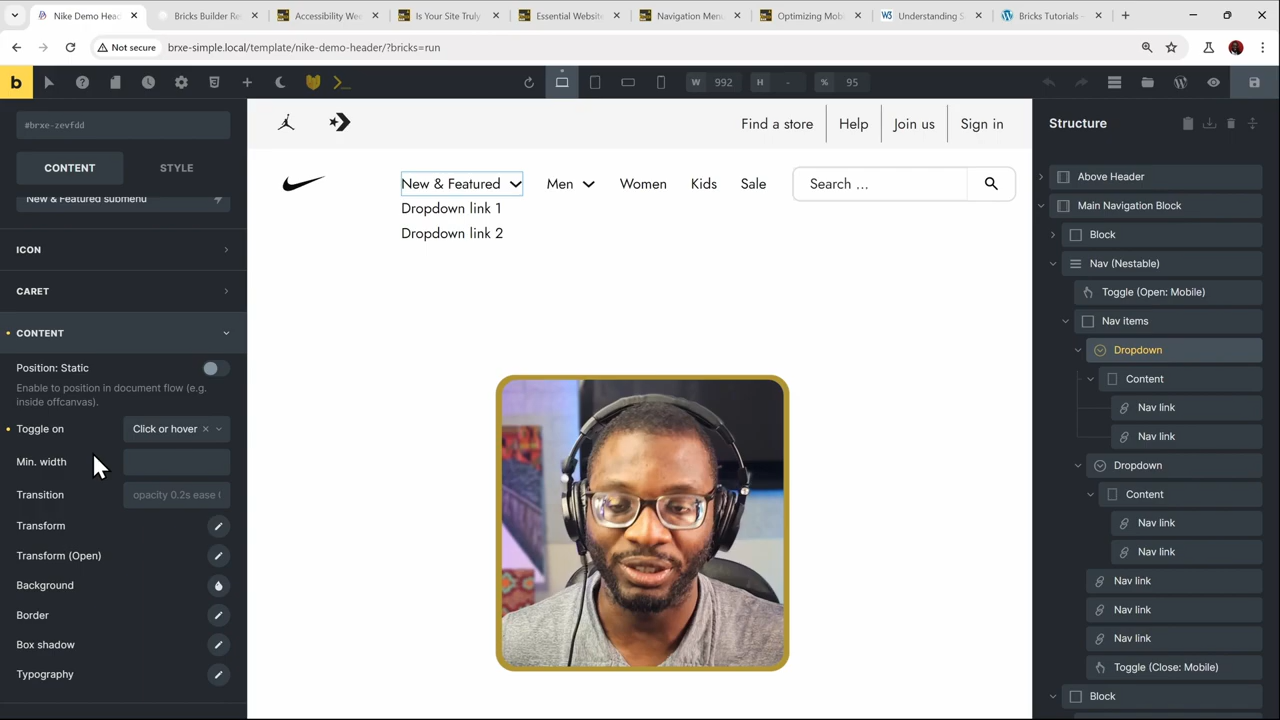 Nike Demo Head
Bricks Builder Re
Accessibility Wee
Is Your Site Truly
Essential Website
Navigation Menu
Optimizing Mob
Understanding S
Bricks Tutorials –
Not secure
brxe-simple.local/template/nike-demo-header/?bricks=run
b
W 992
H -
% 95
#brxe-zevfdd
CONTENT
STYLE
New & Featured submenu
ICON
CARET
CONTENT
Position: Static
Enable to position in document flow (e.g.
inside offcanvas).
Toggle on
Click or hover
Min. width
Transition
opacity 0.2s ease (
Transform
Transform (Open)
Background
Border
Box shadow
Typography
Find a store
Help
Join us
Sign in
New & Featured
Men
Women
Kids
Sale
Search ...
Dropdown link 1
Dropdown link 2
Structure
Above Header
Main Navigation Block
Block
Nav (Nestable)
Toggle (Open: Mobile)
Nav items
Dropdown
Content
Nav link
Nav link
Dropdown
Content
Nav link
Nav link
Nav link
Nav link
Nav link
Toggle (Close: Mobile)
Block